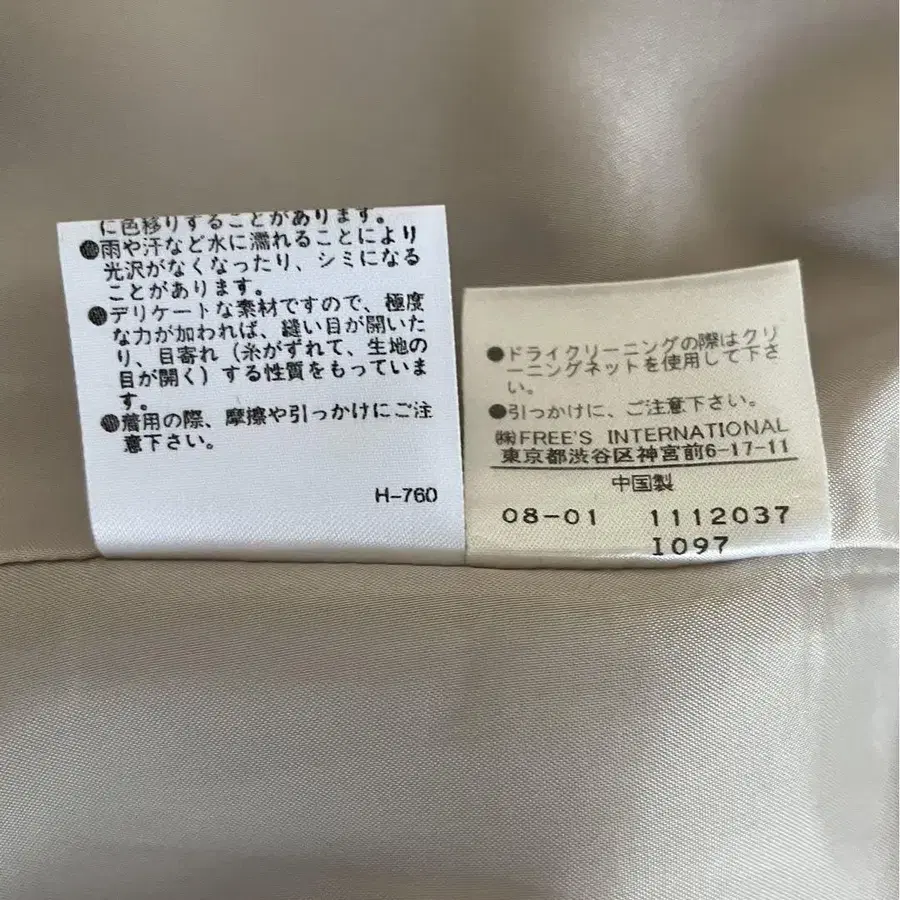 に色移りすることがあります。
●雨や汗など水に濡れることにより
光沢がなくなったり、シミになる
ことがあります。
●デリケートな素材ですので、極度
な力が加われば、縫い目が開いた
り、目寄れ（糸がずれて、生地の
目が開く）する性質をもっていま
す。
●着用の際、摩擦や引っかけにご注
意下さい。
H-760
●ドライクリーニングの際はクリ
ーニングネットを使用して下さ
い。
●引っかけに、ご注意下さい。
㈱FREE'S INTERNATIONAL
東京都渋谷区神宮前6-17-11
中国製
08-01 1112037
I097